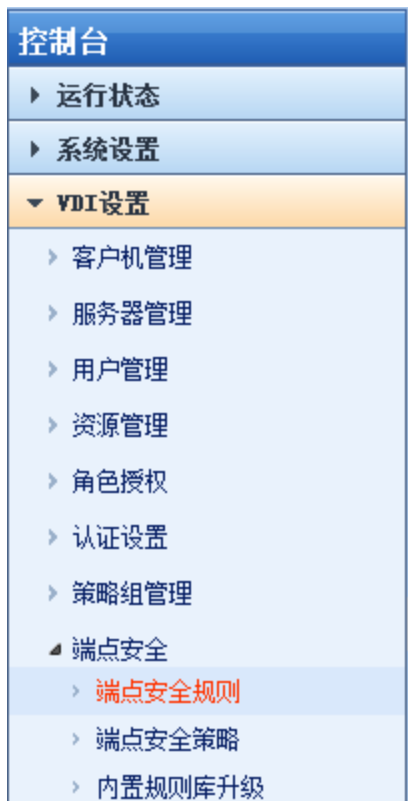 控制台
运行状态
系统设置
VDI设置
客户机管理
服务器管理
用户管理
资源管理
角色授权
认证设置
策略组管理
端点安全
端点安全规则
端点安全策略
内置规则库升级